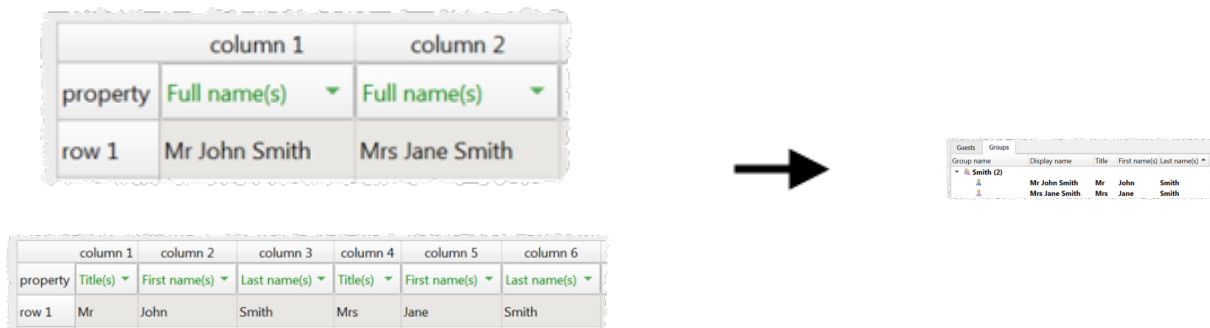 column 1 column 2
property Full name(s) Full name(s)
row 1 Mr John Smith Mrs Jane Smith
column 1 column 2 column 3 column 4 column 5 column 6
property Title(s) First name(s) Last name(s) Title(s) First name(s) Last name(s)
row 1 Mr John Smith Mrs Jane Smith
Guests Groups
Group name Display name Title First name(s) Last name(s)
Smith (2)
Mr John Smith Mr John Smith
Mrs Jane Smith Mrs Jane Smith